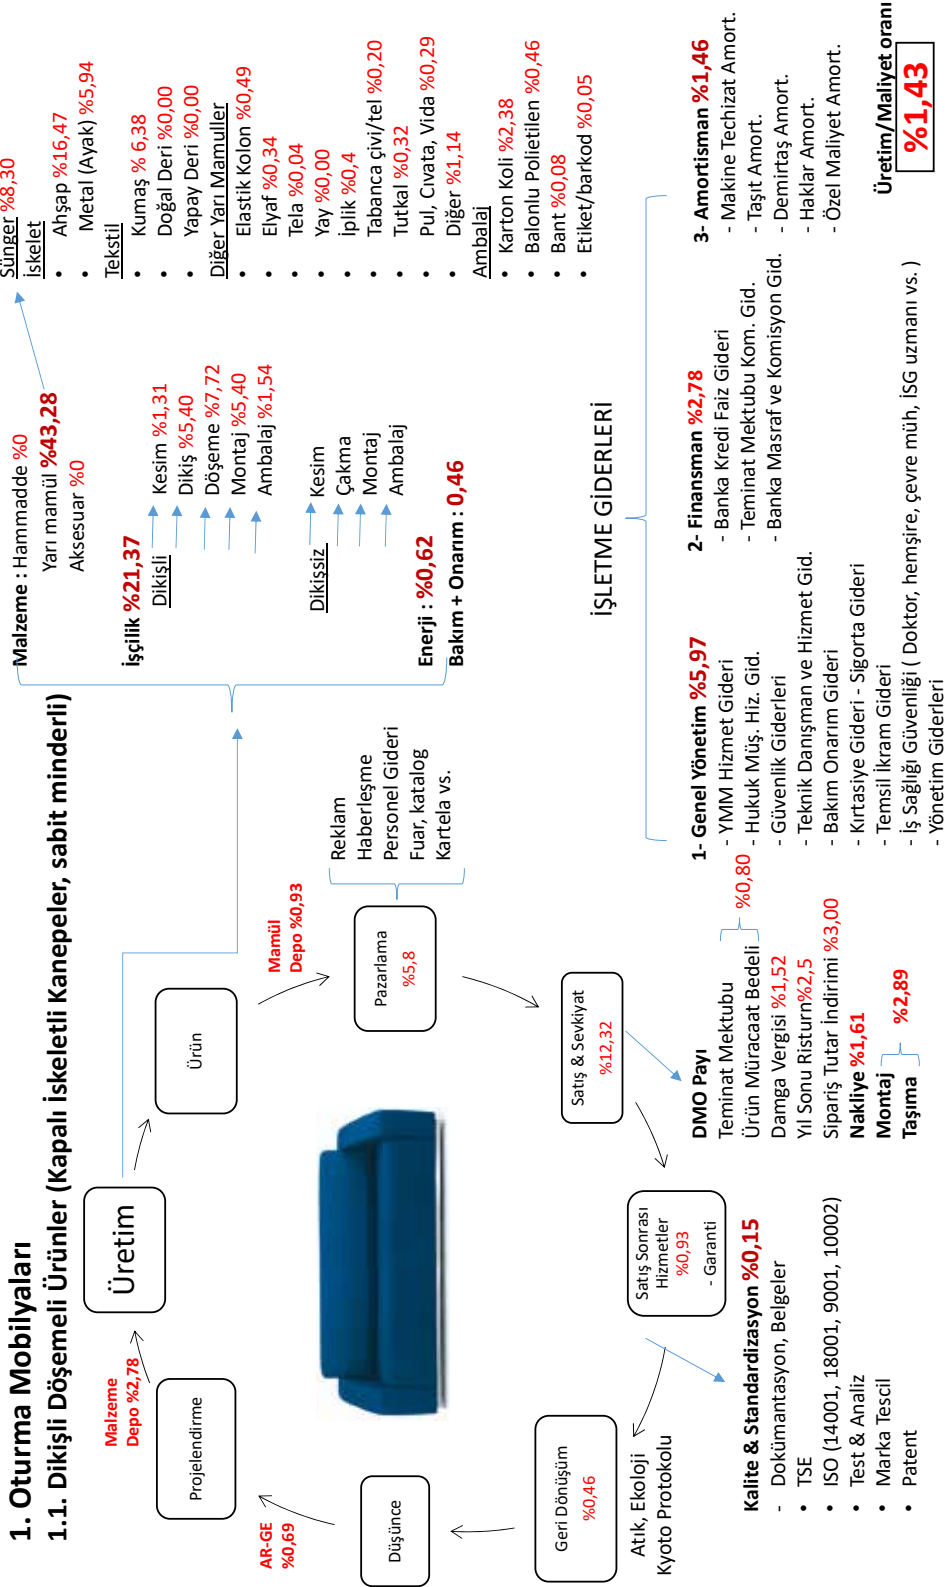 1. Oturma Mobilyaları
1.1. Dikişli Döşemeli Ürünler (Kapalı İskeletli Kanepeler, sabit minderli)
Malzeme
Depo %2,78
Üretim
Ürün
Projelendirme
AR-GE
%0,69
Düşünce
Geri Dönüşüm
%0,46
Atık, Ekoloji
Kyoto Protokolu
Mamül
Depo %0,93
Pazarlama
%5,8
Reklam
Haberleşme
Personel Gideri
Fuar, katalog
Kartela vs.
Satış & Sevkiyat
%12,32
Satış Sonrası
Hizmetler
%0,93
- Garanti
Malzeme : Hammadde %0
Yarı mamül %43,28
Aksesuar %0
İşçilik %21,37
Dikişli
Kesim %1,31
Dikiş %5,40
Döşeme %7,72
Montaj %5,40
Ambalaj %1,54
Dikişsiz
Kesim
Çakma
Montaj
Ambalaj
Enerji : %0,62
Bakım + Onarım : 0,46
Sünger %8,30
İskelet
• Ahşap %16,47
• Metal (Ayak) %5,94
Tekstil
• Kumaş % 6,38
• Doğal Deri %0,00
• Yapay Deri %0,00
Diğer Yarı Mamuller
• Elastik Kolon %0,49
• Elyaf %0,34
• Tela %0,04
• Yay %0,00
• İplik %0,4
• Tabanca çivi/tel %0,20
• Tutkal %0,32
• Pul, Cıvata, Vida %0,29
• Diğer %1,14
Ambalaj
• Karton Koli %2,38
• Balonlu Polietilen %0,46
• Bant %0,08
• Etiket/barkod %0,05
Kalite & Standardizasyon %0,15
- Dokümantasyon, Belgeler
• TSE
• ISO (14001, 18001, 9001, 10002)
• Test & Analiz
• Marka Tescil
• Patent
DMO Payı
Teminat Mektubu
Ürün Müracaat Bedeli
%0,80
Damga Vergisi %1,52
Yıl Sonu Risturn%2,5
Sipariş Tutar İndirimi %3,00
Nakliye %1,61
Montaj
Taşıma
%2,89
İŞLETME GİDERLERİ
1- Genel Yönetim %5,97
- YMM Hizmet Gideri
- Hukuk Müş. Hiz. Gid.
- Güvenlik Giderleri
- Teknik Danışman ve Hizmet Gid.
- Bakım Onarım Gideri
- Kırtasiye Gideri - Sigorta Gideri
- Temsil İkram Gideri
- İş Sağlığı Güvenliği ( Doktor, hemşire, çevre müh, İSG uzmanı vs. )
- Yönetim Giderleri
2- Finansman %2,78
- Banka Kredi Faiz Gideri
- Teminat Mektubu Kom. Gid.
- Banka Masraf ve Komisyon Gid.
3- Amortisman %1,46
- Makine Techizat Amort.
- Taşıt Amort.
- Demirtaş Amort.
- Haklar Amort.
- Özel Maliyet Amort.
Üretim/Maliyet oranı
%1,43